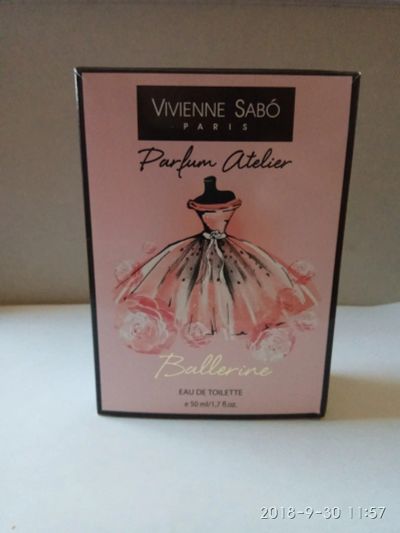 VIVIENNE SABÓ
PARIS
Parfum Atelier
Ballerine
EAU DE TOILETTE
e 50 ml/1,7 fl.oz.
2018-9-30 11:57